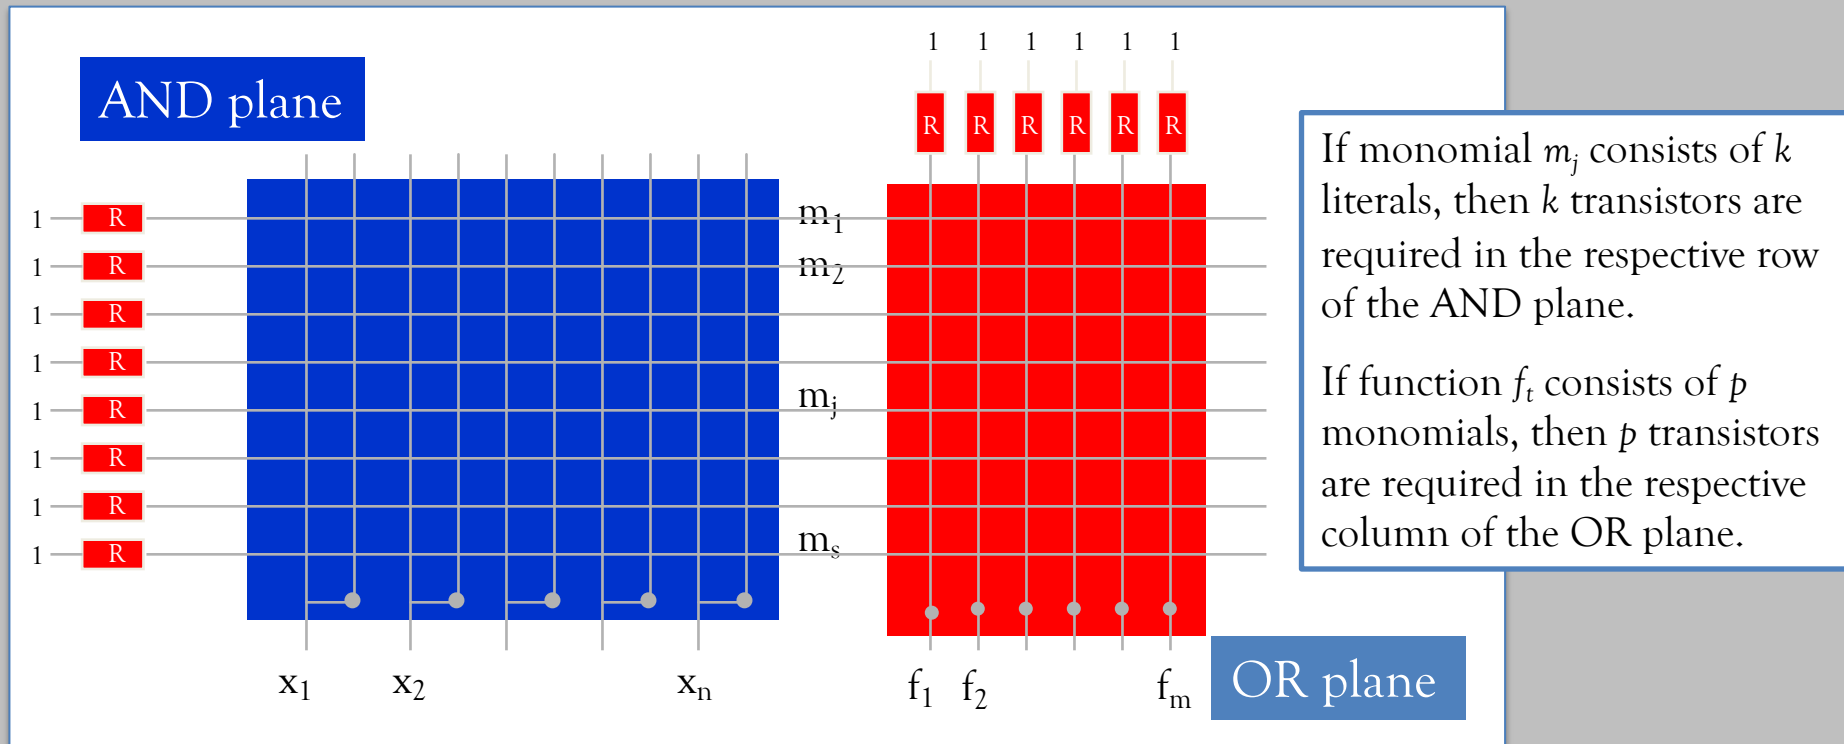 AND plane
1 1 1 1 1 1
R R R R R R
1 R m₁
1 R m₂
1 R
1 R
1 R mⱼ
1 R
1 R
1 R mₛ
x₁ x₂ xₙ
f₁ f₂ fₘ
OR plane
If monomial mⱼ consists of k
literals, then k transistors are
required in the respective row
of the AND plane.
If function fₜ consists of p
monomials, then p transistors
are required in the respective
column of the OR plane.